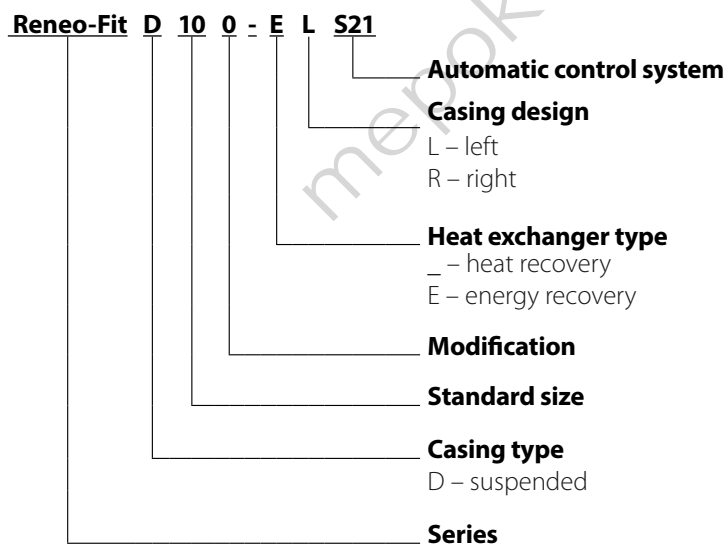 Reneo-Fit D 10 0 - E L S21
Automatic control system
Casing design
L – left
R – right
Heat exchanger type
_ – heat recovery
E – energy recovery
Modification
Standard size
Casing type
D – suspended
Series